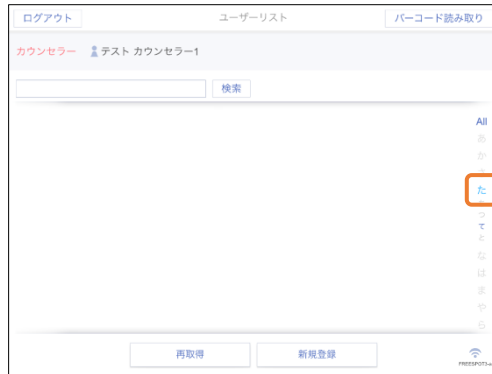 ログアウト
ユーザーリスト
バーコード読み取り
カウンセラー
テスト カウンセラー1
検索
All
あ
か
た
つ
て
と
な
は
ま
や
ら
再取得
新規登録